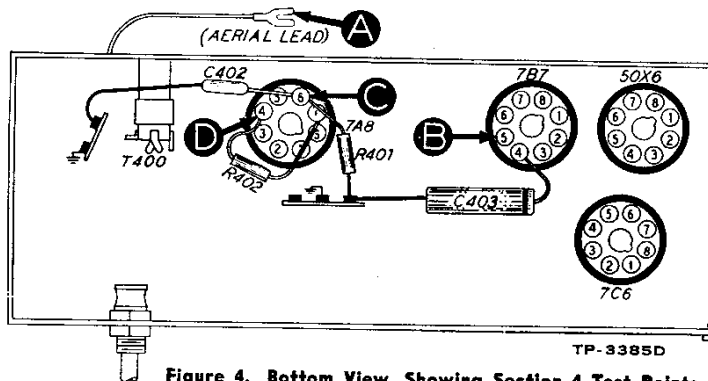 A
(AERIAL LEAD)
C402
7B7
50X6
C
7A8
D
B
T400
R402
R401
C403
7C6
TP-3385D
Figure 4. Bottom View, Showing Section 4 Test Points